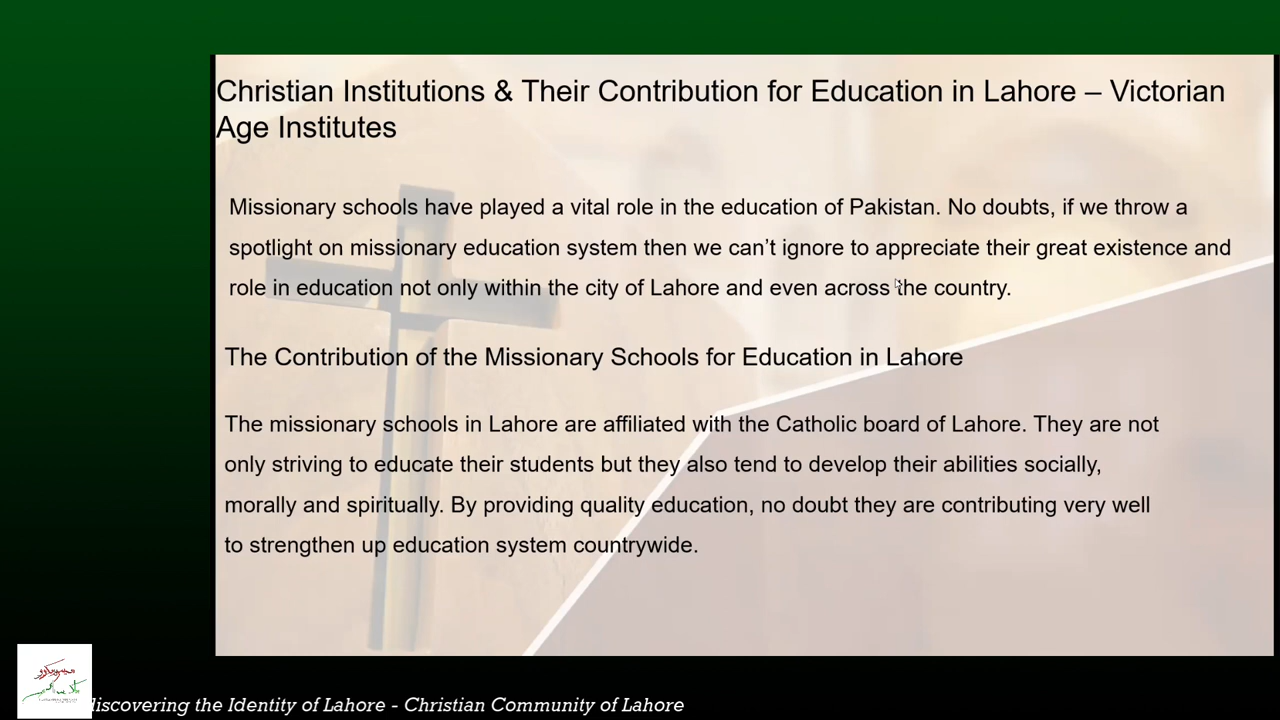 Christian Institutions & Their Contribution for Education in Lahore – Victorian
Age Institutes
Missionary schools have played a vital role in the education of Pakistan. No doubts, if we throw a
spotlight on missionary education system then we can’t ignore to appreciate their great existence and
role in education not only within the city of Lahore and even across the country.
The Contribution of the Missionary Schools for Education in Lahore
The missionary schools in Lahore are affiliated with the Catholic board of Lahore. They are not
only striving to educate their students but they also tend to develop their abilities socially,
morally and spiritually. By providing quality education, no doubt they are contributing very well
to strengthen up education system countrywide.
iscovering the Identity of Lahore - Christian Community of Lahore